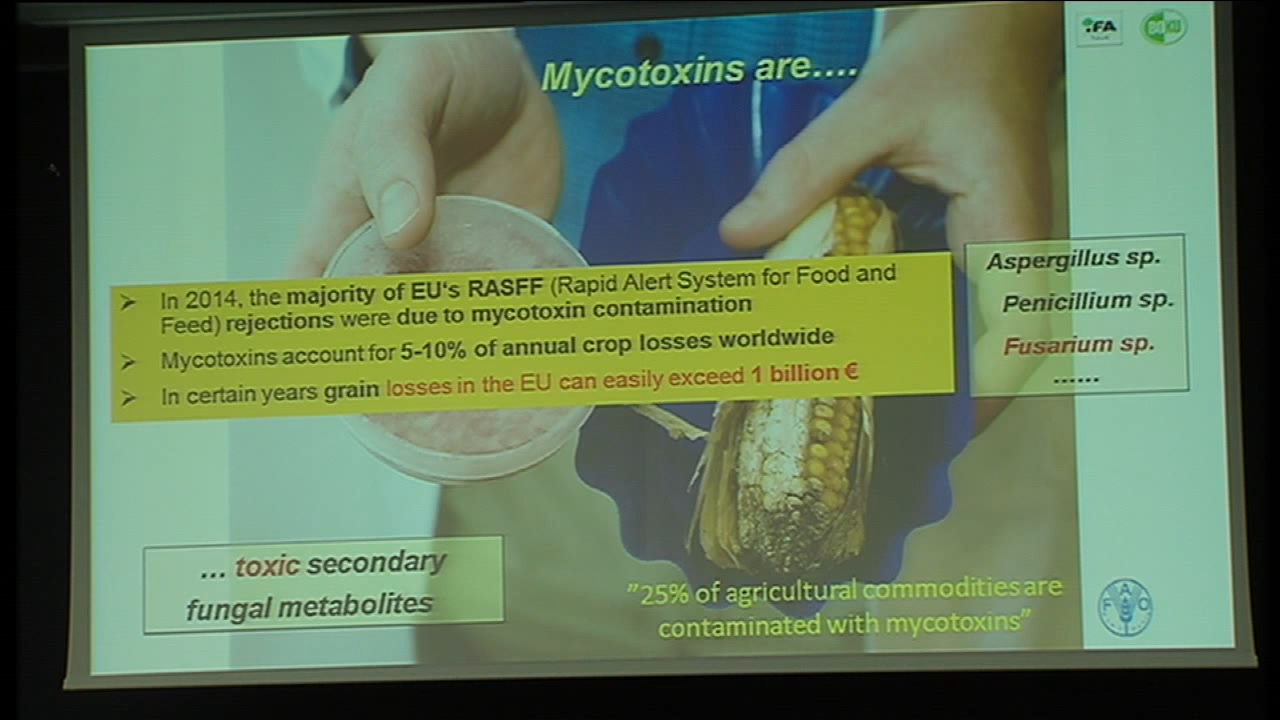 Mycotoxins are....
IFA
BOKU
Aspergillus sp.
Penicillium sp.
Fusarium sp.
......
➢ In 2014, the majority of EU's RASFF (Rapid Alert System for Food and
Feed) rejections were due to mycotoxin contamination
➢ Mycotoxins account for 5-10% of annual crop losses worldwide
➢ In certain years grain losses in the EU can easily exceed 1 billion €
... toxic secondary
fungal metabolites
"25% of agricultural commodities are
contaminated with mycotoxins"
FAO